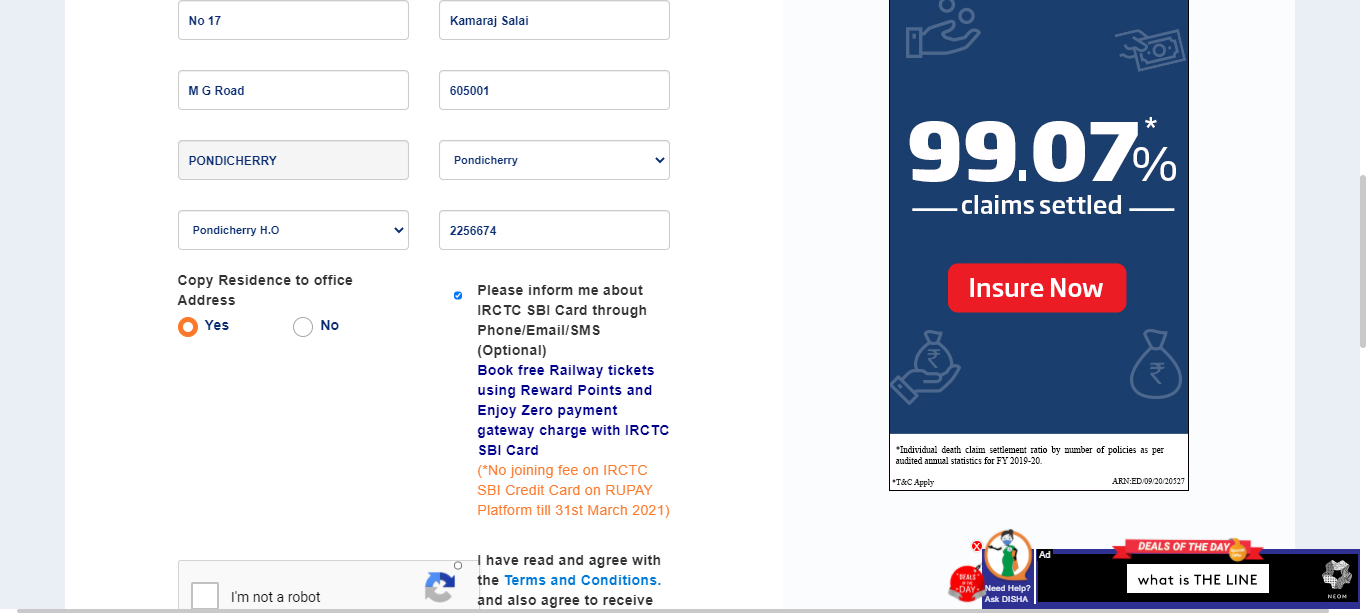 No 17
Kamaraj Salai
M G Road
605001
PONDICHERRY
Pondicherry
Pondicherry H.O
2256674
Copy Residence to office
Address
Yes
No
Please inform me about
IRCTC SBI Card through
Phone/Email/SMS
(Optional)
Book free Railway tickets
using Reward Points and
Enjoy Zero payment
gateway charge with IRCTC
SBI Card
(*No joining fee on IRCTC
SBI Credit Card on RUPAY
Platform till 31st March 2021)
I'm not a robot
I have read and agree with
the Terms and Conditions.
and also agree to receive
99.07%*
claims settled
Insure Now
*Individual death claim settlement ratio by number of policies as per
audited annual statistics for FY 2019-20.
*T&C Apply
ARN:ED/09/20/20527
DEALS OF THE DAY
DEALS
OF THE
DAY
Need Help?
Ask DISHA
Ad
what is THE LINE
NEOM